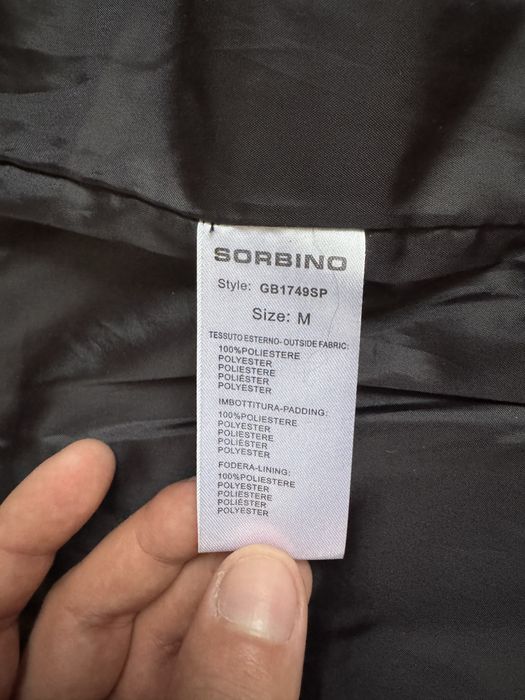 SORBINO
Style: GB1749SP
Size: M
TESSUTO ESTERNO- OUTSIDE FABRIC:
100%POLIESTERE
POLYESTER
POLIESTERE
POLIÉSTER
POLYESTER
IMBOTTITURA-PADDING:
100%POLIESTERE
POLYESTER
POLIESTERE
POLIÉSTER
POLYESTER
FODERA-LINING:
100%POLIESTERE
POLYESTER
POLIESTERE
POLIÉSTER
POLYESTER